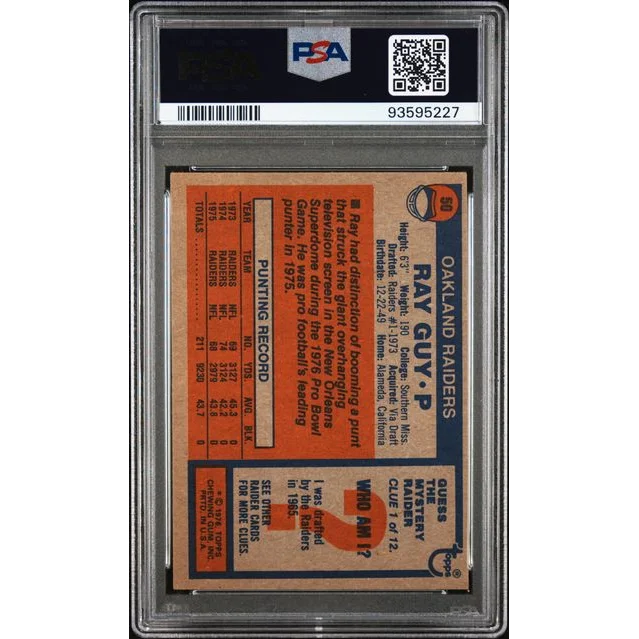 PSA
93595227
50
OAKLAND RAIDERS
RAY GUY • P
Height: 6'3" Weight: 190 College: Southern Miss.
Drafted: Raiders #1-1973 Acquired: Via Draft
Birthdate: 12-22-49 Home: Alameda, California
■ Ray had distinction of booming a punt
that struck the giant overhanging
television screen in the New Orleans
Superdome during the 1976 Pro Bowl
Game. He was pro football's leading
punter in 1975.
PUNTING RECORD
YEAR TEAM NO. YDS. AVG. BLK.
1973 RAIDERS NFL 69 3127 45.3 0
1974 RAIDERS NFL 74 3124 42.2 0
1975 RAIDERS NFL 68 2979 43.8 0
TOTALS 211 9230 43.7 0
Topps®
GUESS
THE
MYSTERY
RAIDER
CLUE 1 of 12
?
WHO AM I?
I was drafted
by the Raiders
in 1965.
SEE OTHER
RAIDER CARDS
FOR MORE CLUES.
* © 1976, TOPPS
CHEWING GUM, INC.
PRTD. IN U.S.A.